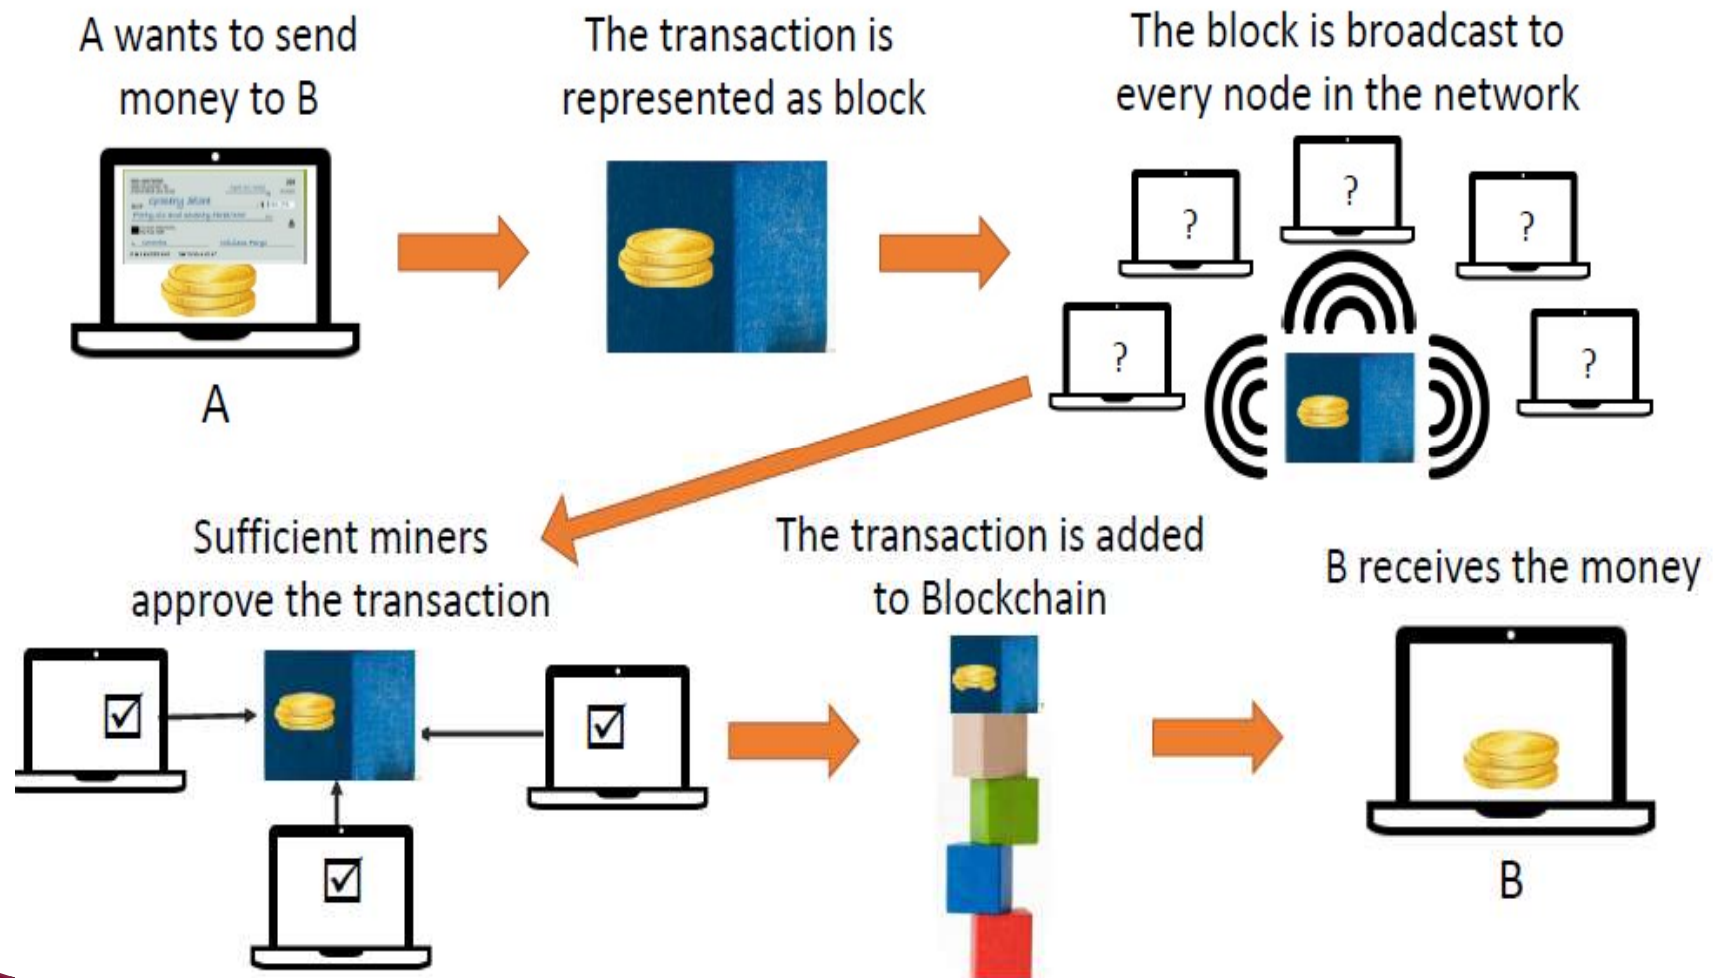 A wants to send
money to B
The transaction is
represented as block
The block is broadcast to
every node in the network
?
?
?
?
?
A
Sufficient miners
approve the transaction
The transaction is added
to Blockchain
B receives the money
B